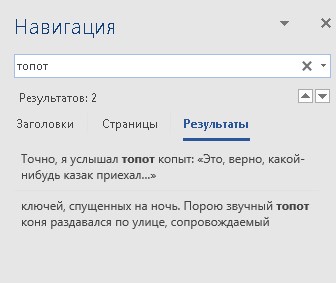 Навигация
топот
Результатов: 2
Заголовки Страницы Результаты
Точно, я услышал топот копыт: «Это, верно, какой-
нибудь казак приехал...»
ключей, спущенных на ночь. Порою звучный топот
коня раздавался по улице, сопровождаемый